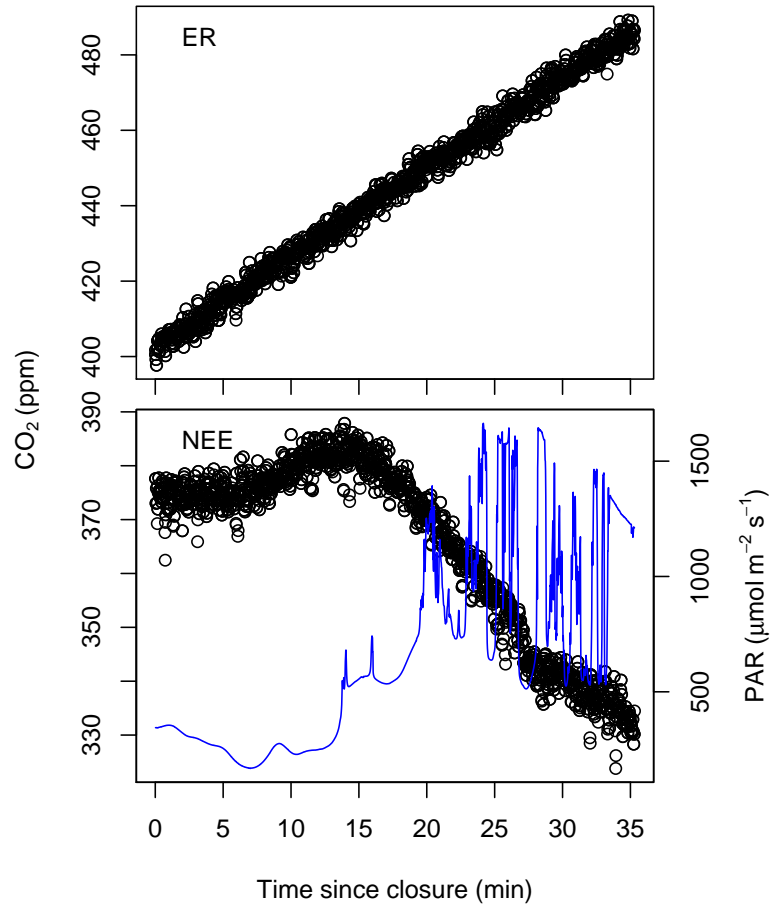 ER
480
460
440
420
400
CO₂ (ppm)
NEE
390
370
350
330
1500
1000
500
PAR (μmol m⁻² s⁻¹)
0 5 10 15 20 25 30 35
Time since closure (min)